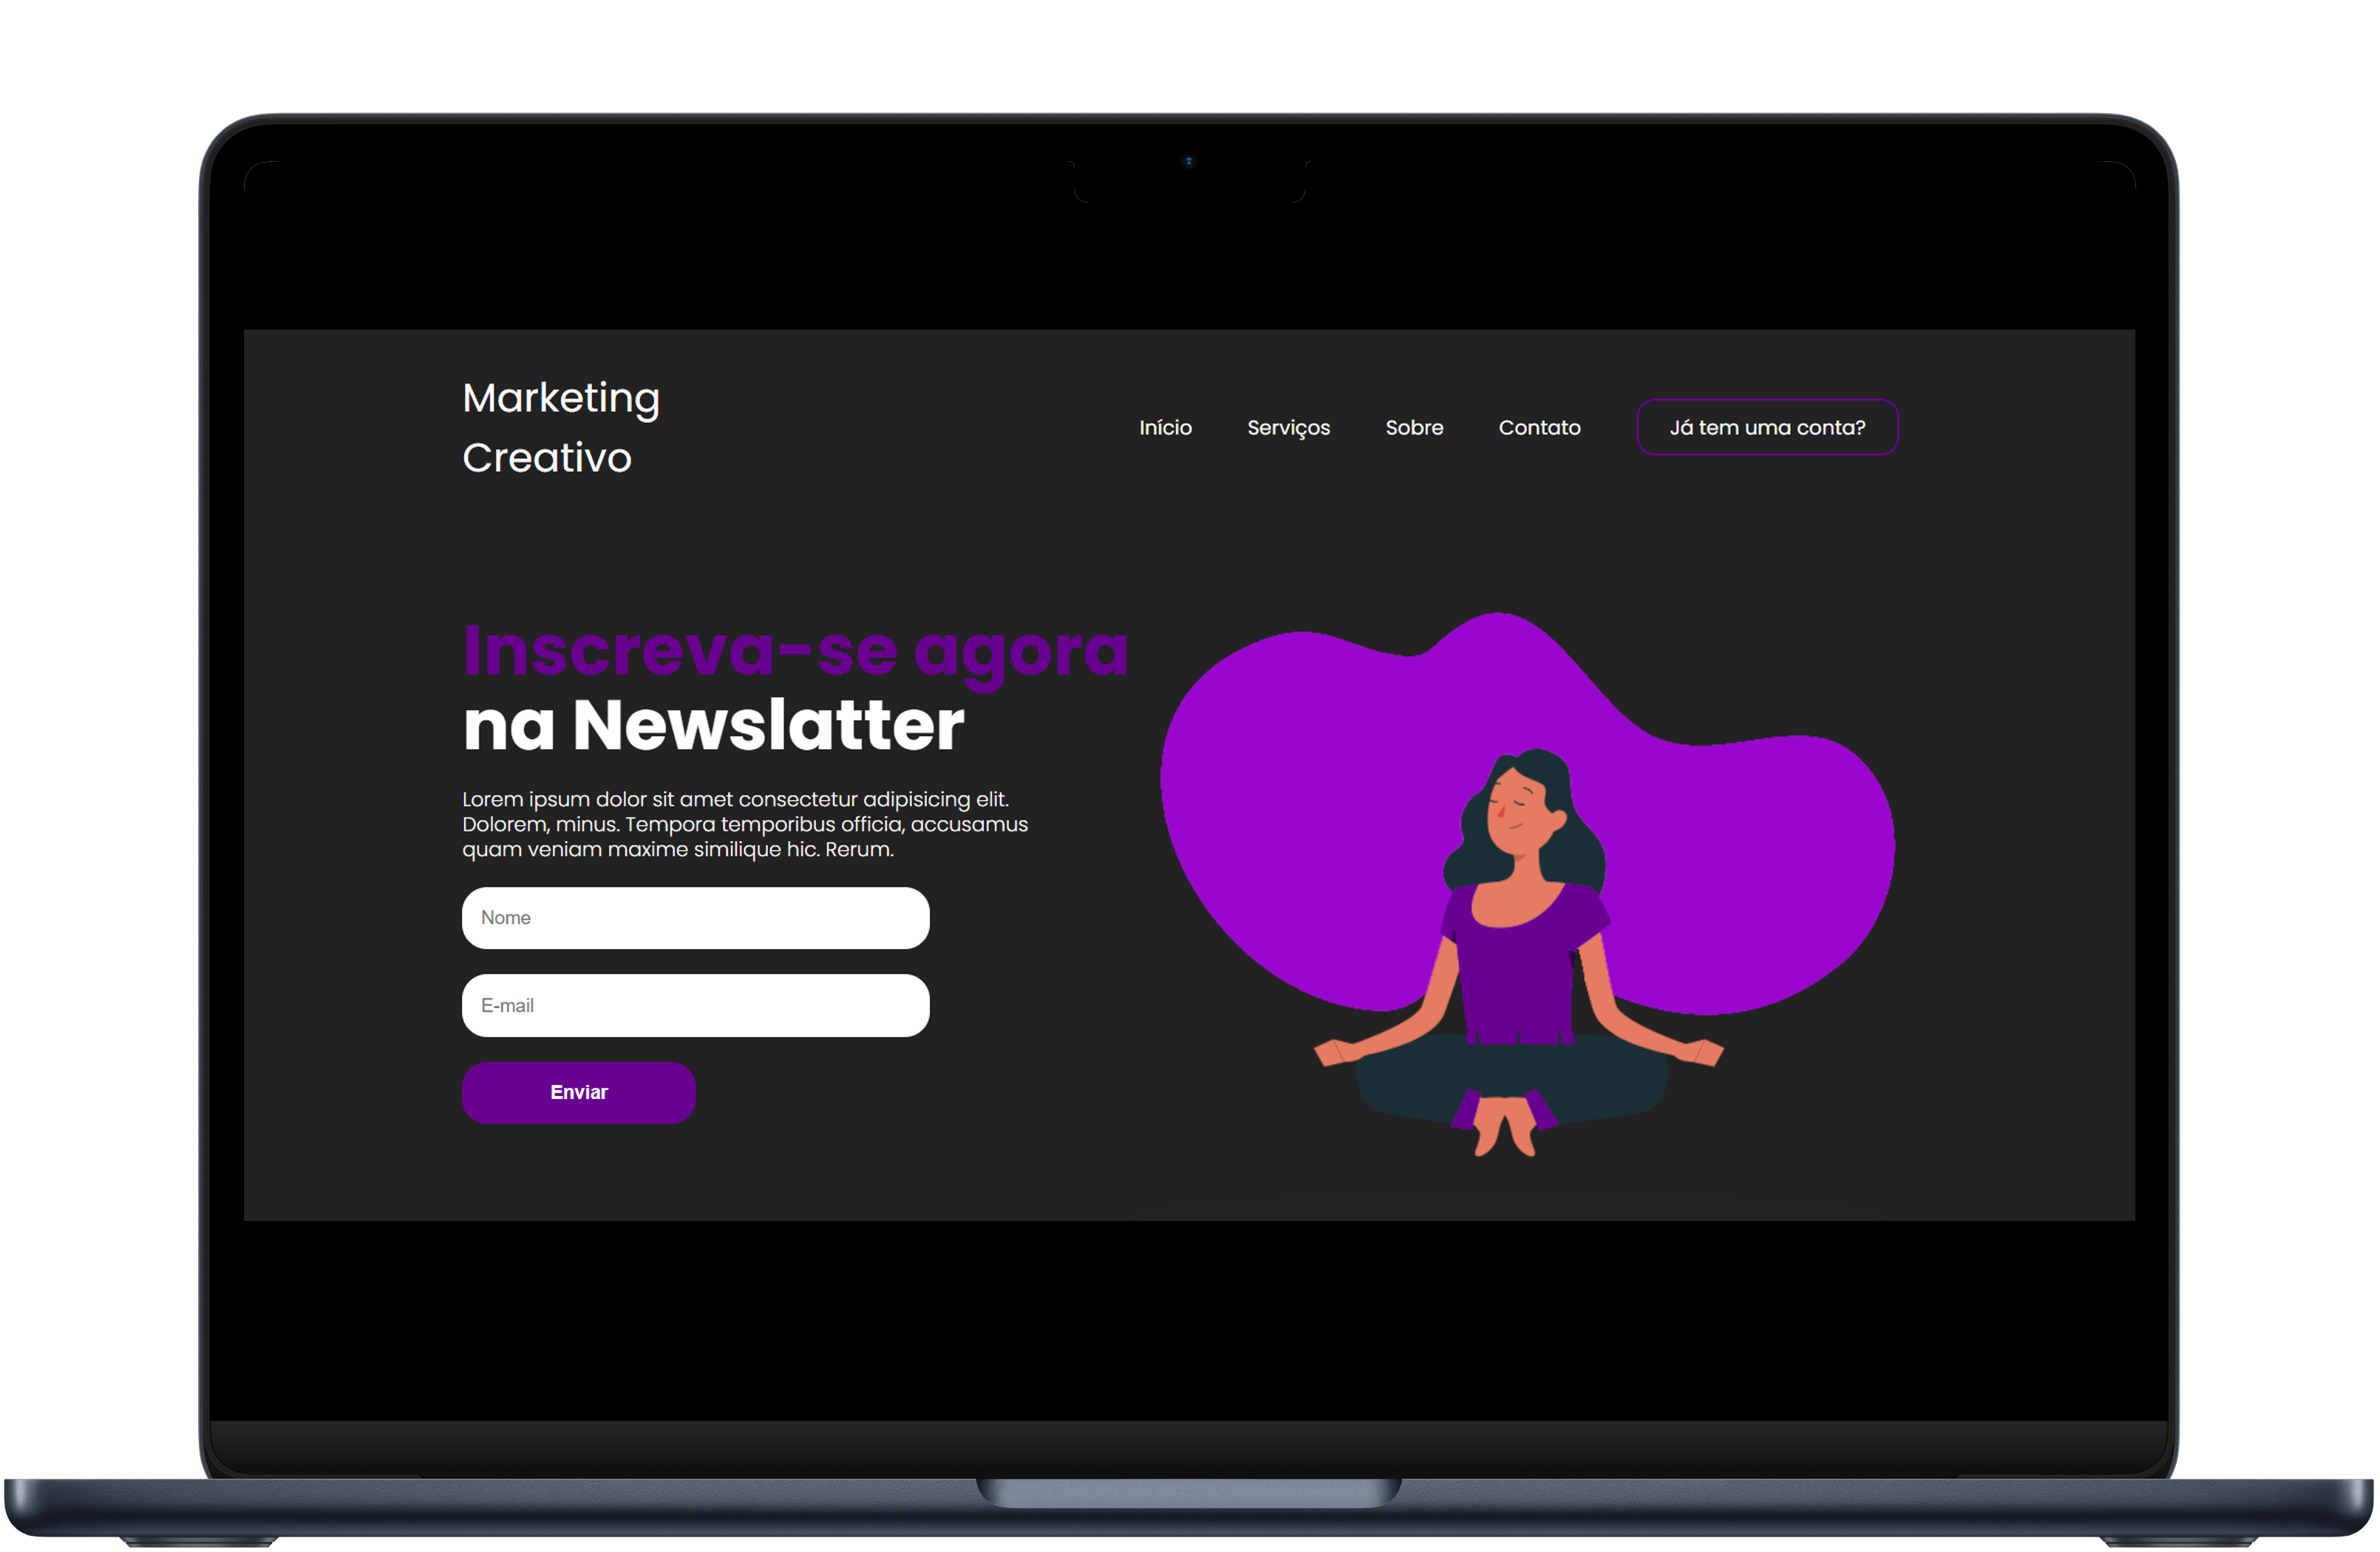 Marketing
Creativo
Início Serviços Sobre Contato Já tem uma conta?
Inscreva-se agora
na Newslatter
Lorem ipsum dolor sit amet consectetur adipisicing elit.
Dolorem, minus. Tempora temporibus officia, accusamus
quam veniam maxime similique hic. Rerum.
Nome
E-mail
Enviar